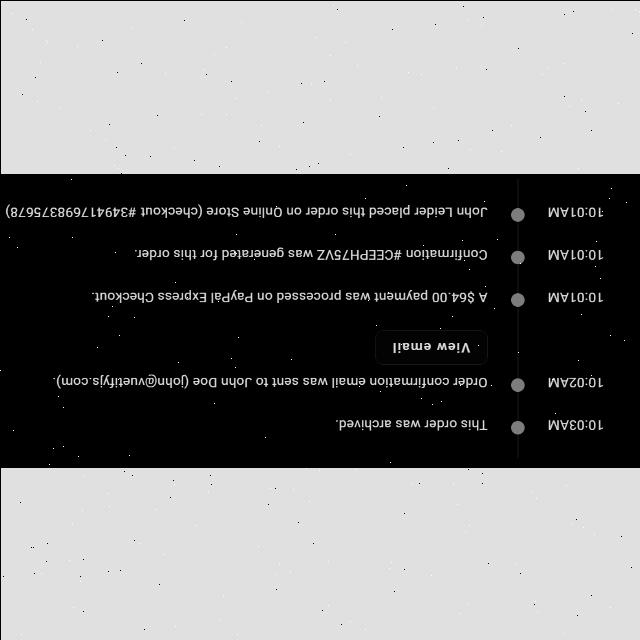 10:03AM This order was archived.
10:02AM Order confirmation email was sent to John Doe (john@vuetifyjs.com).
View email
10:01AM A $64.00 payment was processed on PayPal Express Checkout.
10:01AM Confirmation #CEEPH75VZ was generated for this order.
10:01AM John Leider placed this order on Online Store (checkout #349417698375678)